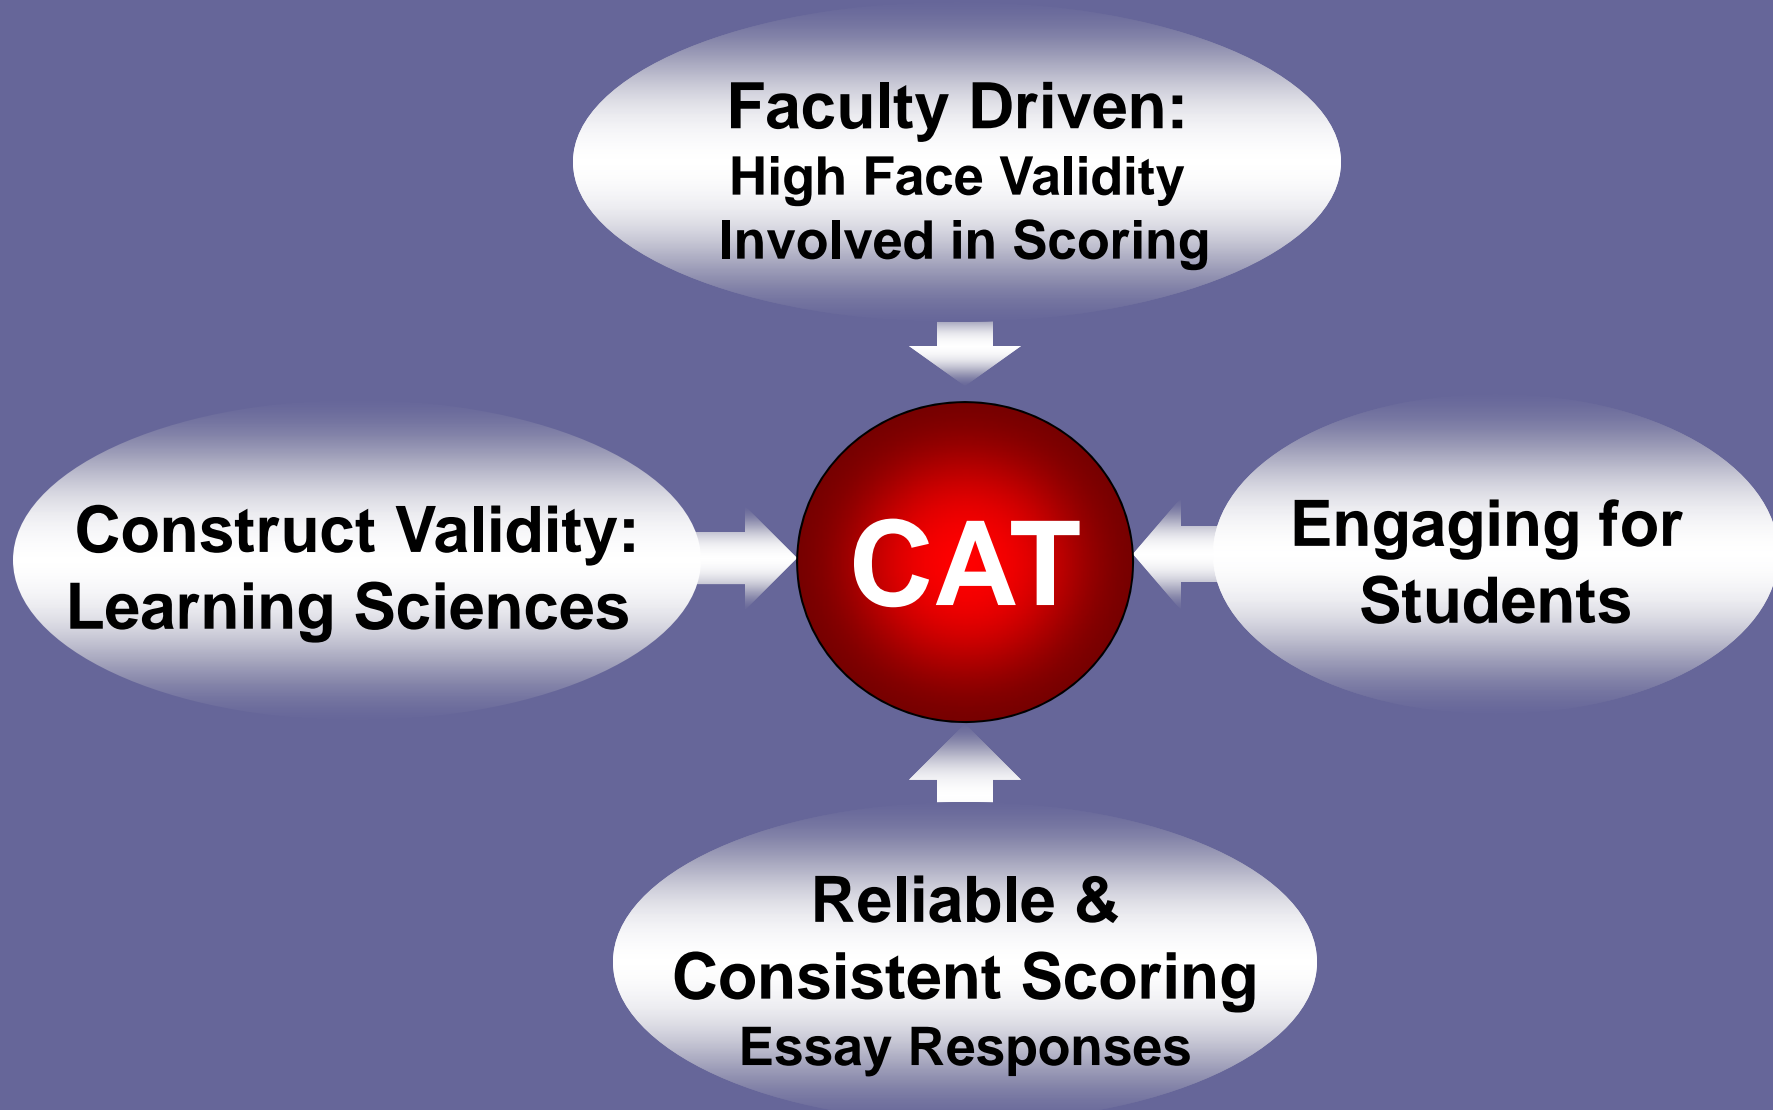 Faculty Driven:
High Face Validity
Involved in Scoring
Construct Validity:
Learning Sciences
CAT
Engaging for
Students
Reliable &
Consistent Scoring
Essay Responses